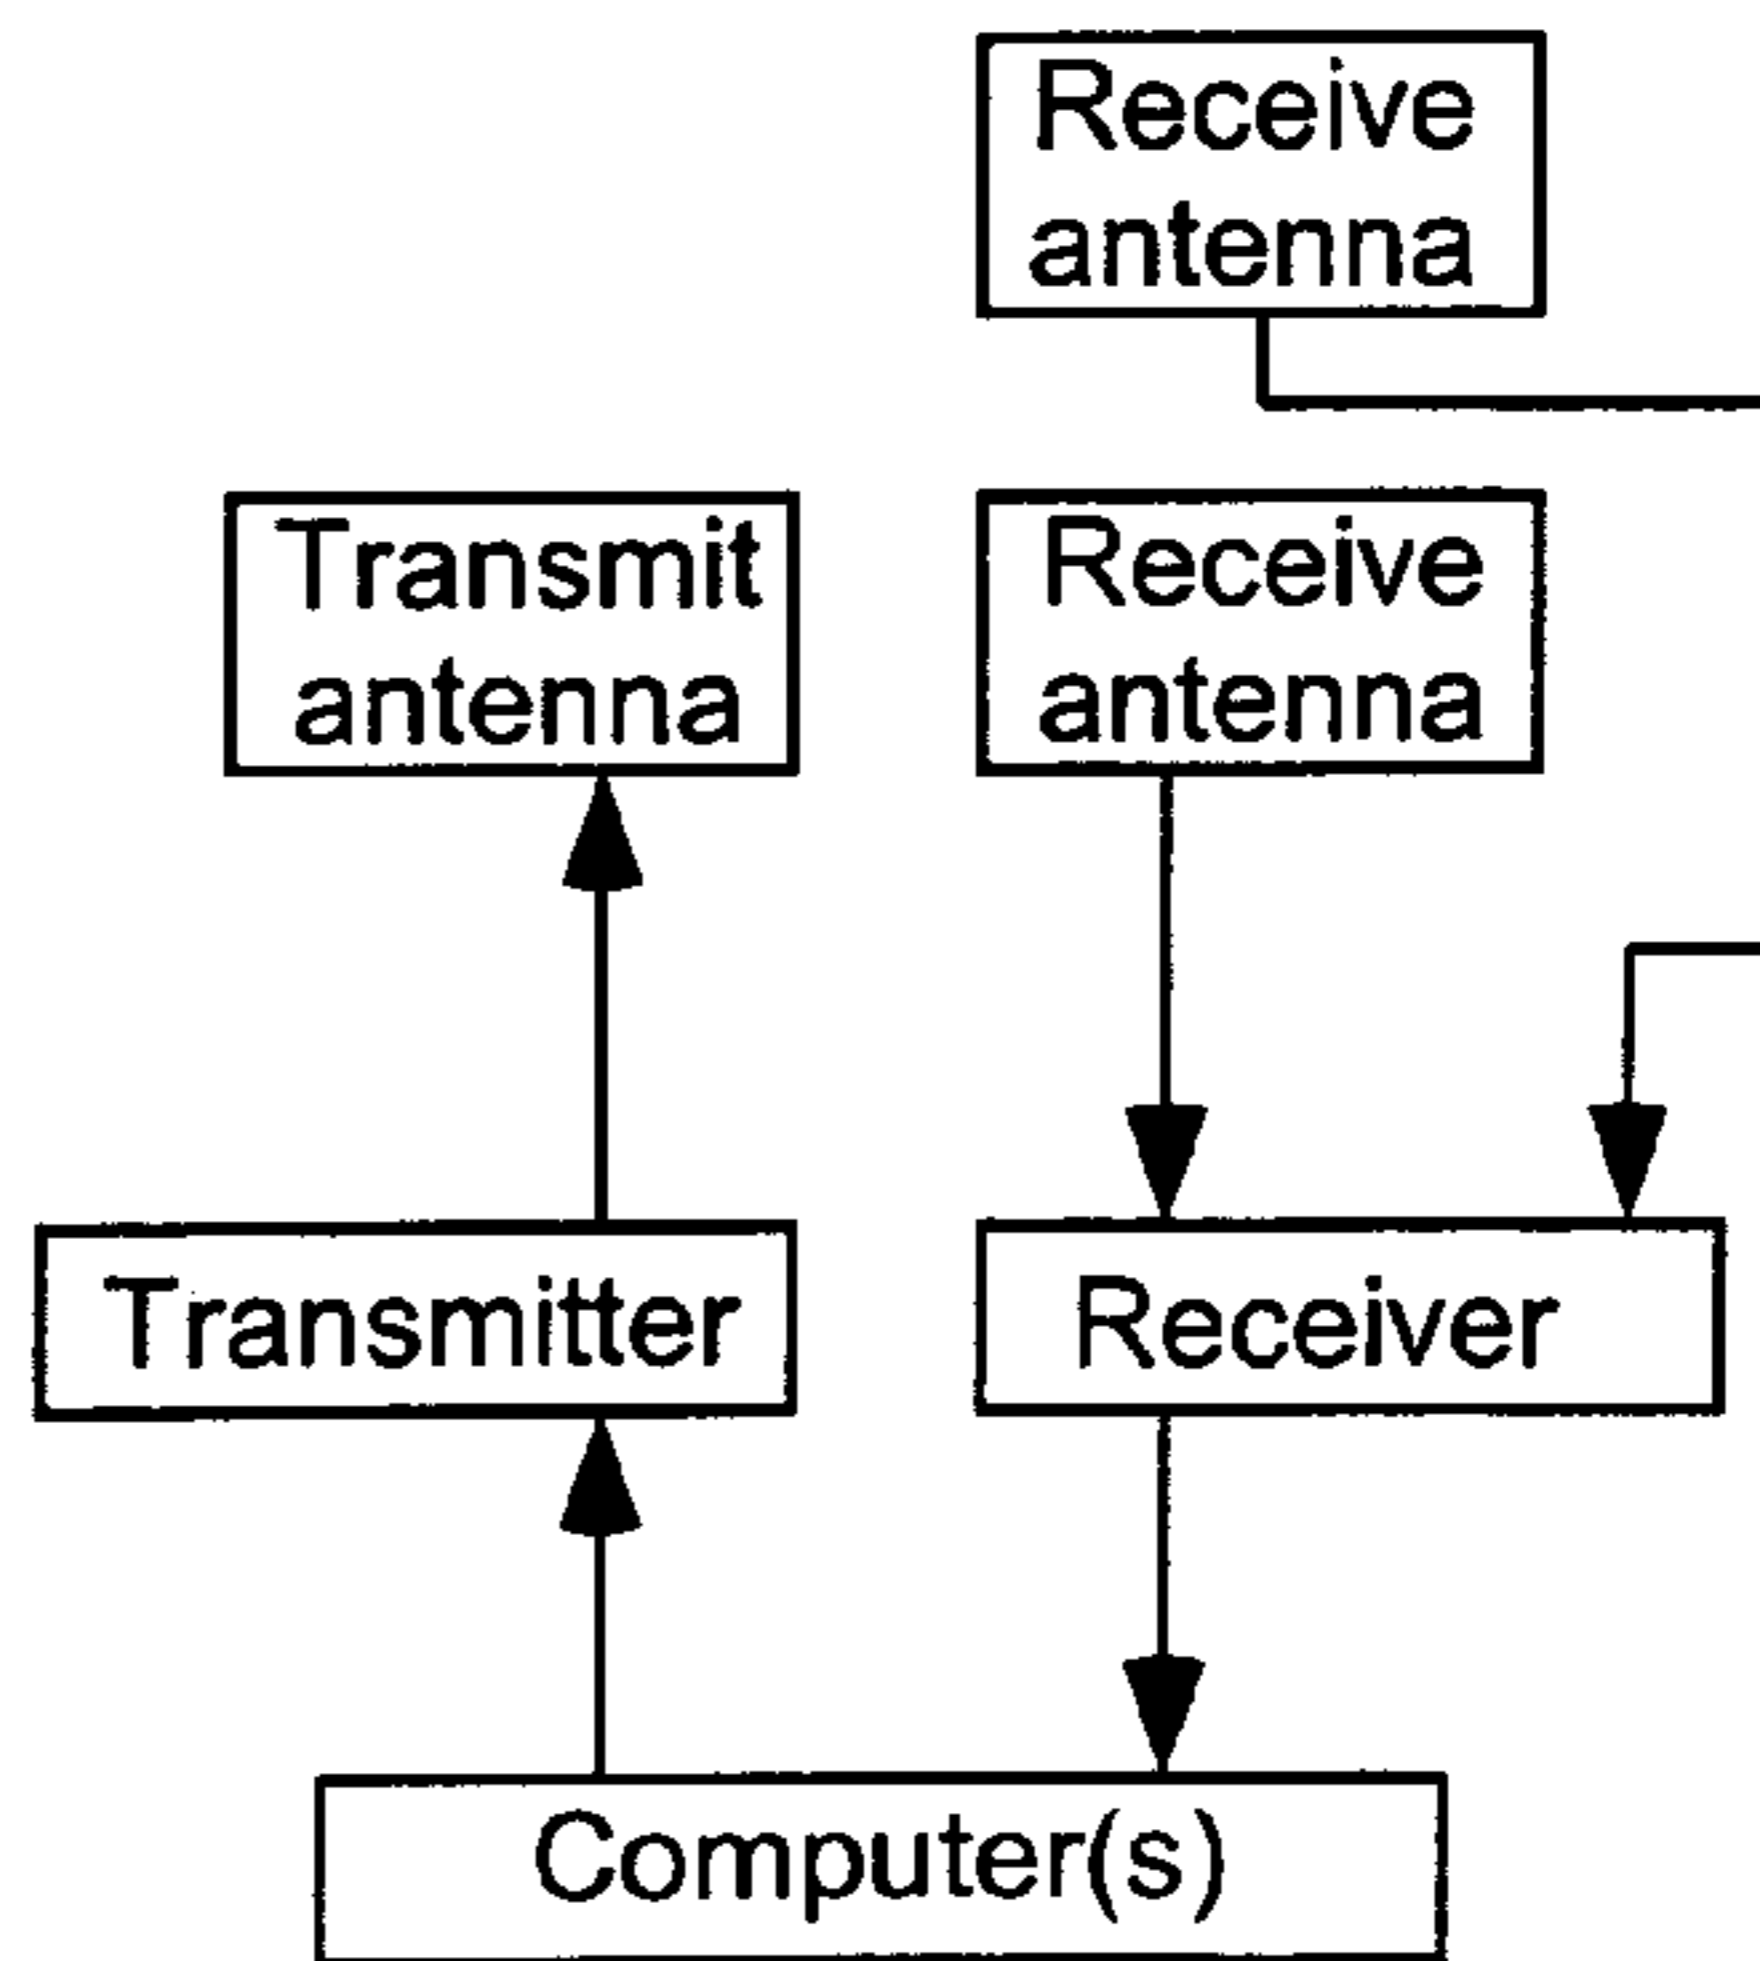 Receive
antenna
Transmit
antenna
Receive
antenna
Transmitter
Receiver
Computer(s)